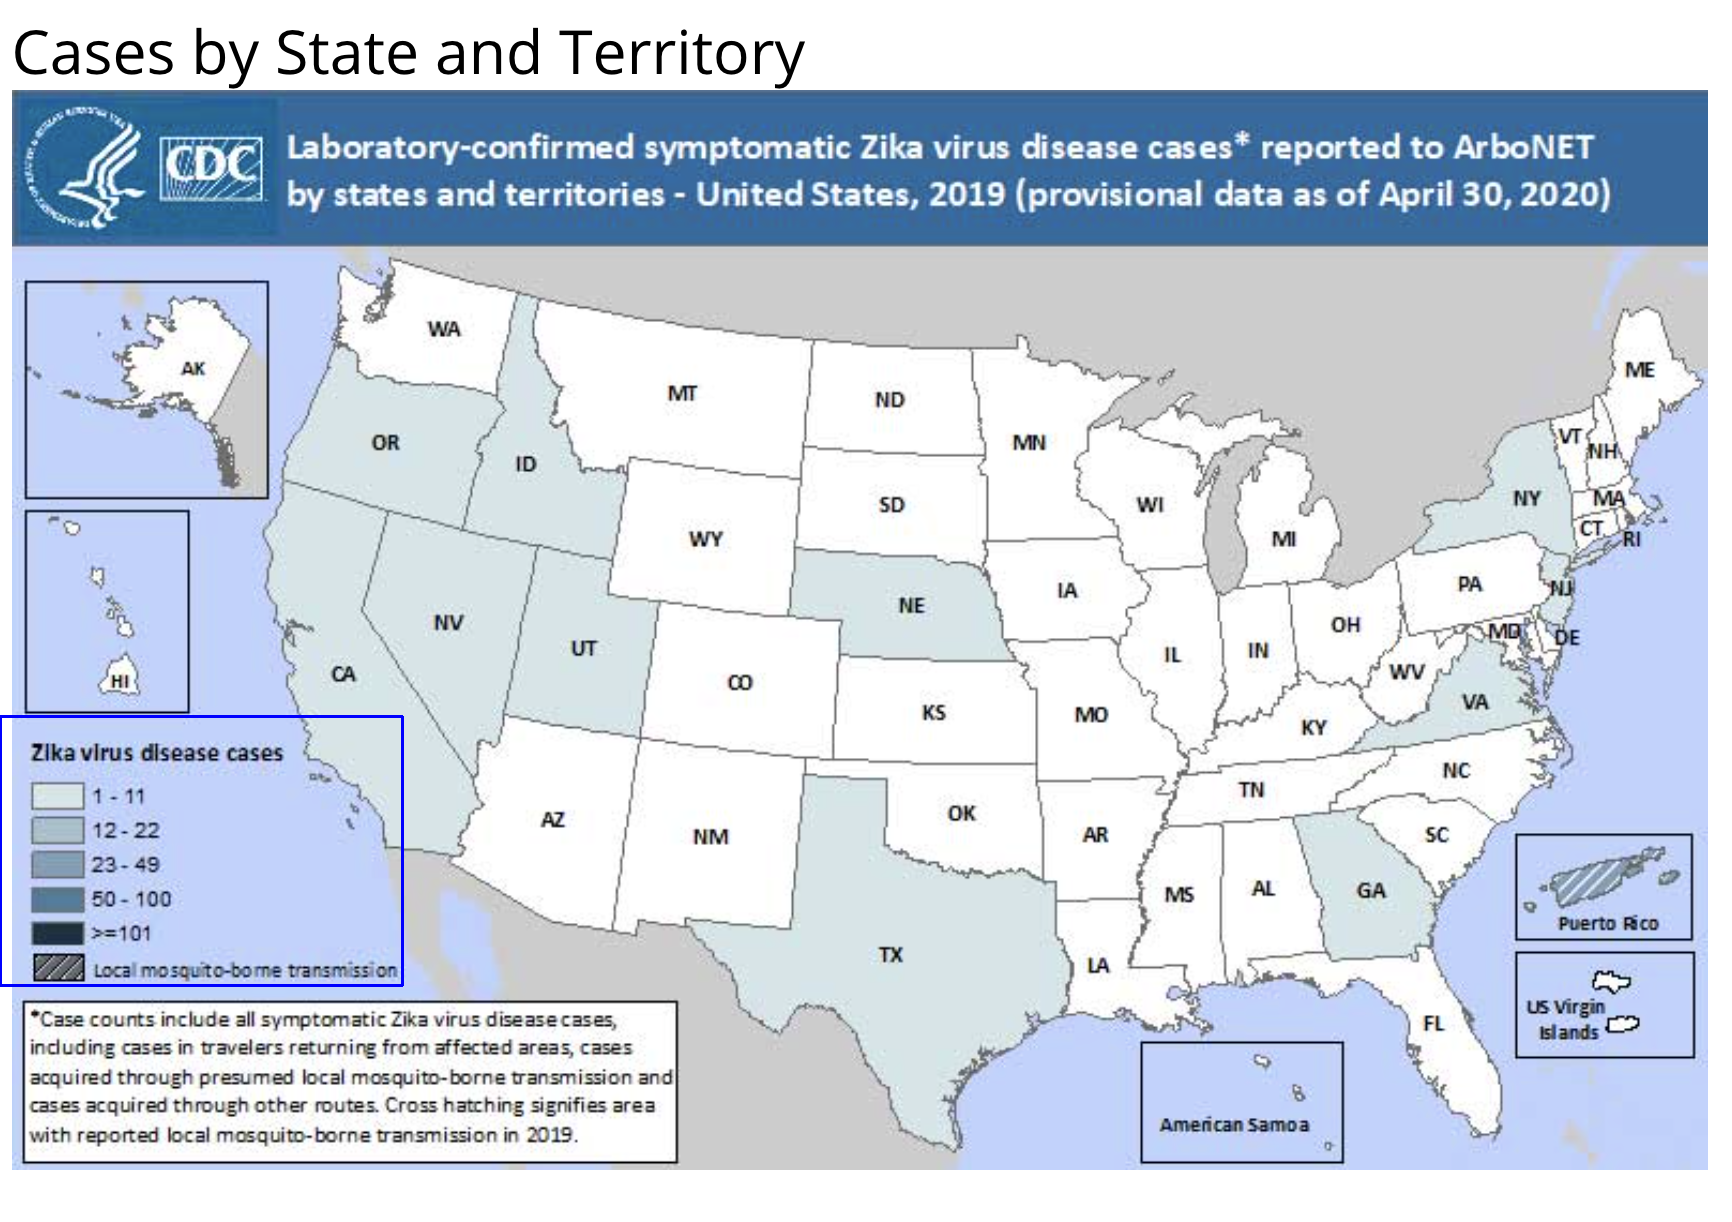 Cases by State and Territory
CDC
Laboratory-confirmed symptomatic Zika virus disease cases* reported to ArboNET
by states and territories - United States, 2019 (provisional data as of April 30, 2020)
AK
HI
WA
OR
ID
MT
ND
MN
SD
WY
WI
MI
NY
VT
NH
ME
MA
CT
RI
NV
UT
CA
CO
NE
IA
IL
IN
OH
PA
NJ
MD
DE
WV
VA
KS
MO
KY
NC
TN
AZ
NM
OK
AR
SC
MS
AL
GA
TX
LA
FL
Zika virus disease cases
1 - 11
12 - 22
23 - 49
50 - 100
>=101
Local mosquito-borne transmission
Puerto Rico
US Virgin
Islands
American Samoa
*Case counts include all symptomatic Zika virus disease cases,
including cases in travelers returning from affected areas, cases
acquired through presumed local mosquito-borne transmission and
cases acquired through other routes. Cross hatching signifies area
with reported local mosquito-borne transmission in 2019.